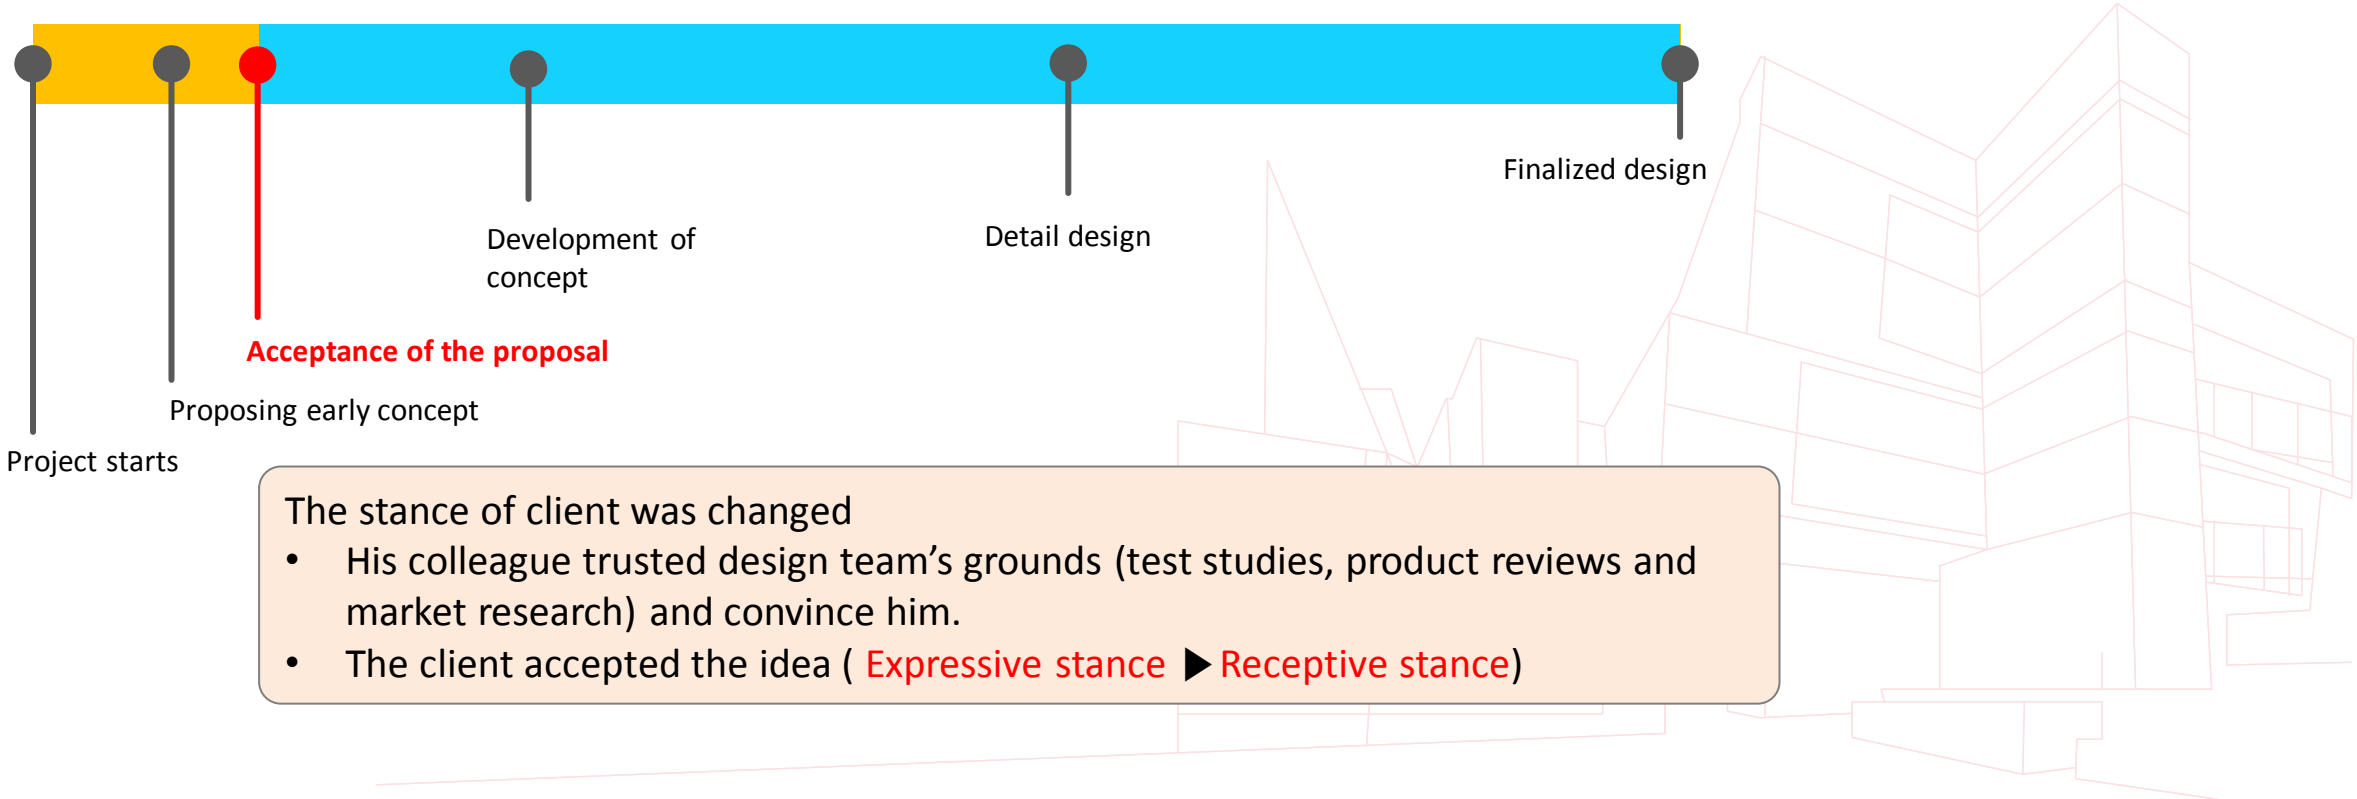 Finalized design
Development of
concept
Detail design
Acceptance of the proposal
Proposing early concept
Project starts
The stance of client was changed
• His colleague trusted design team’s grounds (test studies, product reviews and
market research) and convince him.
• The client accepted the idea ( Expressive stance ▶ Receptive stance)